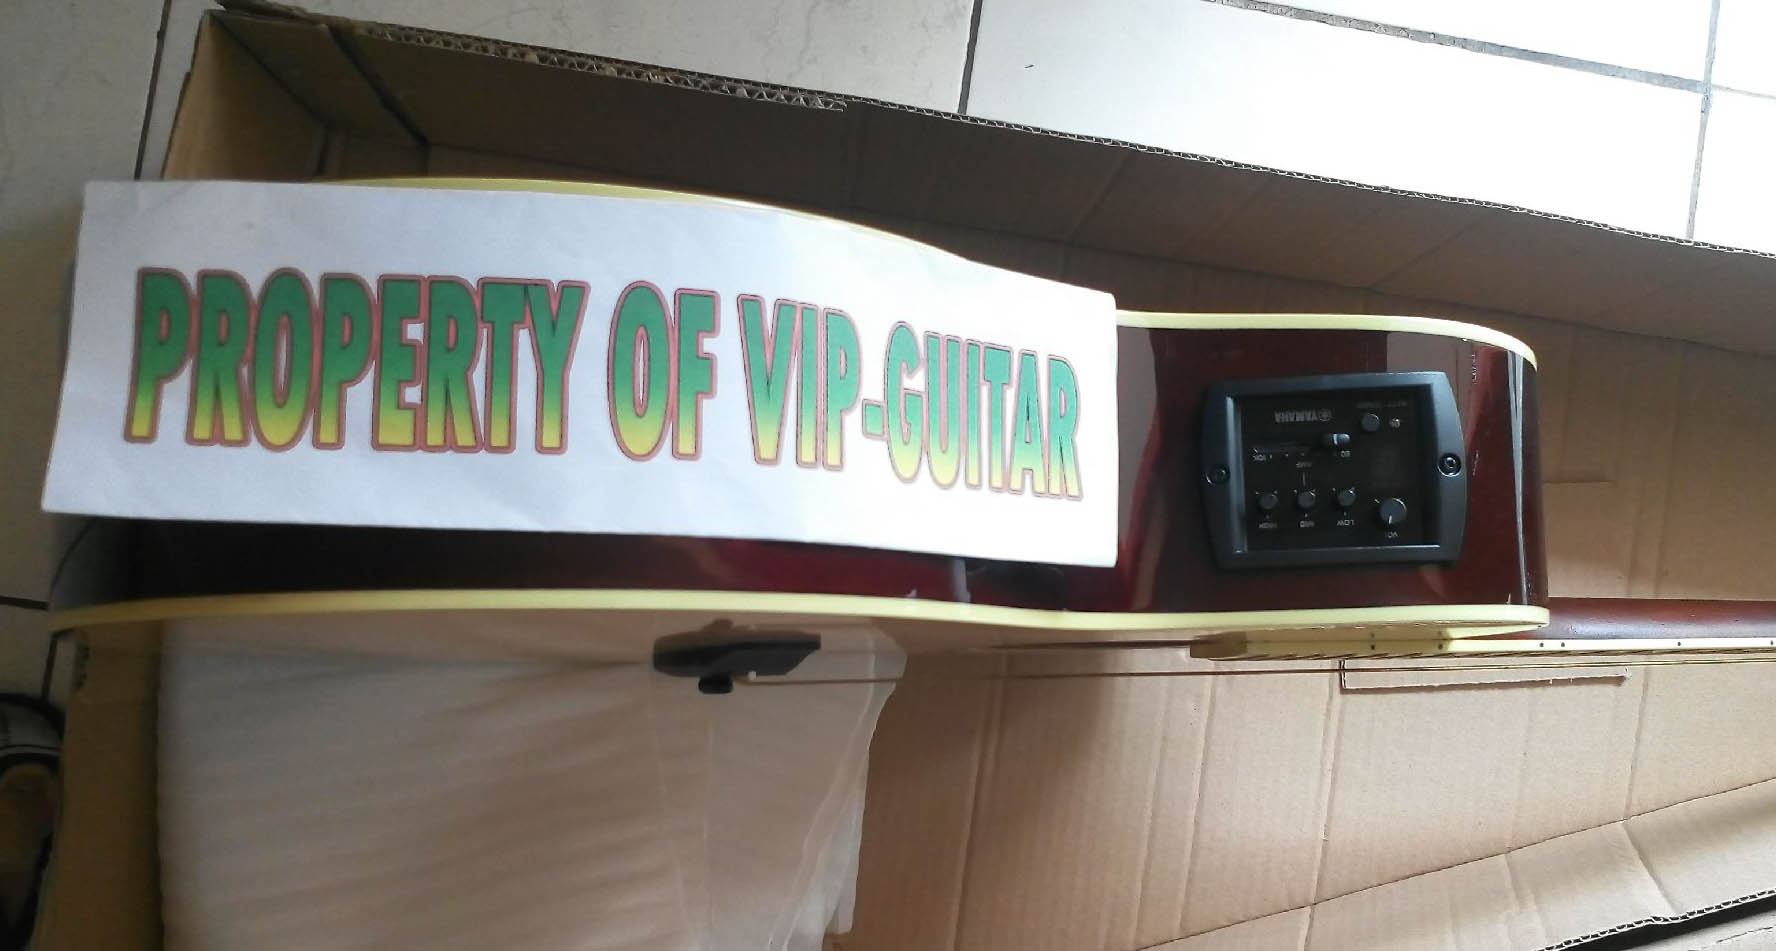 PROPERTY OF VIP-GUITAR
YAMAHA
VOL
LOW
MID
HIGH